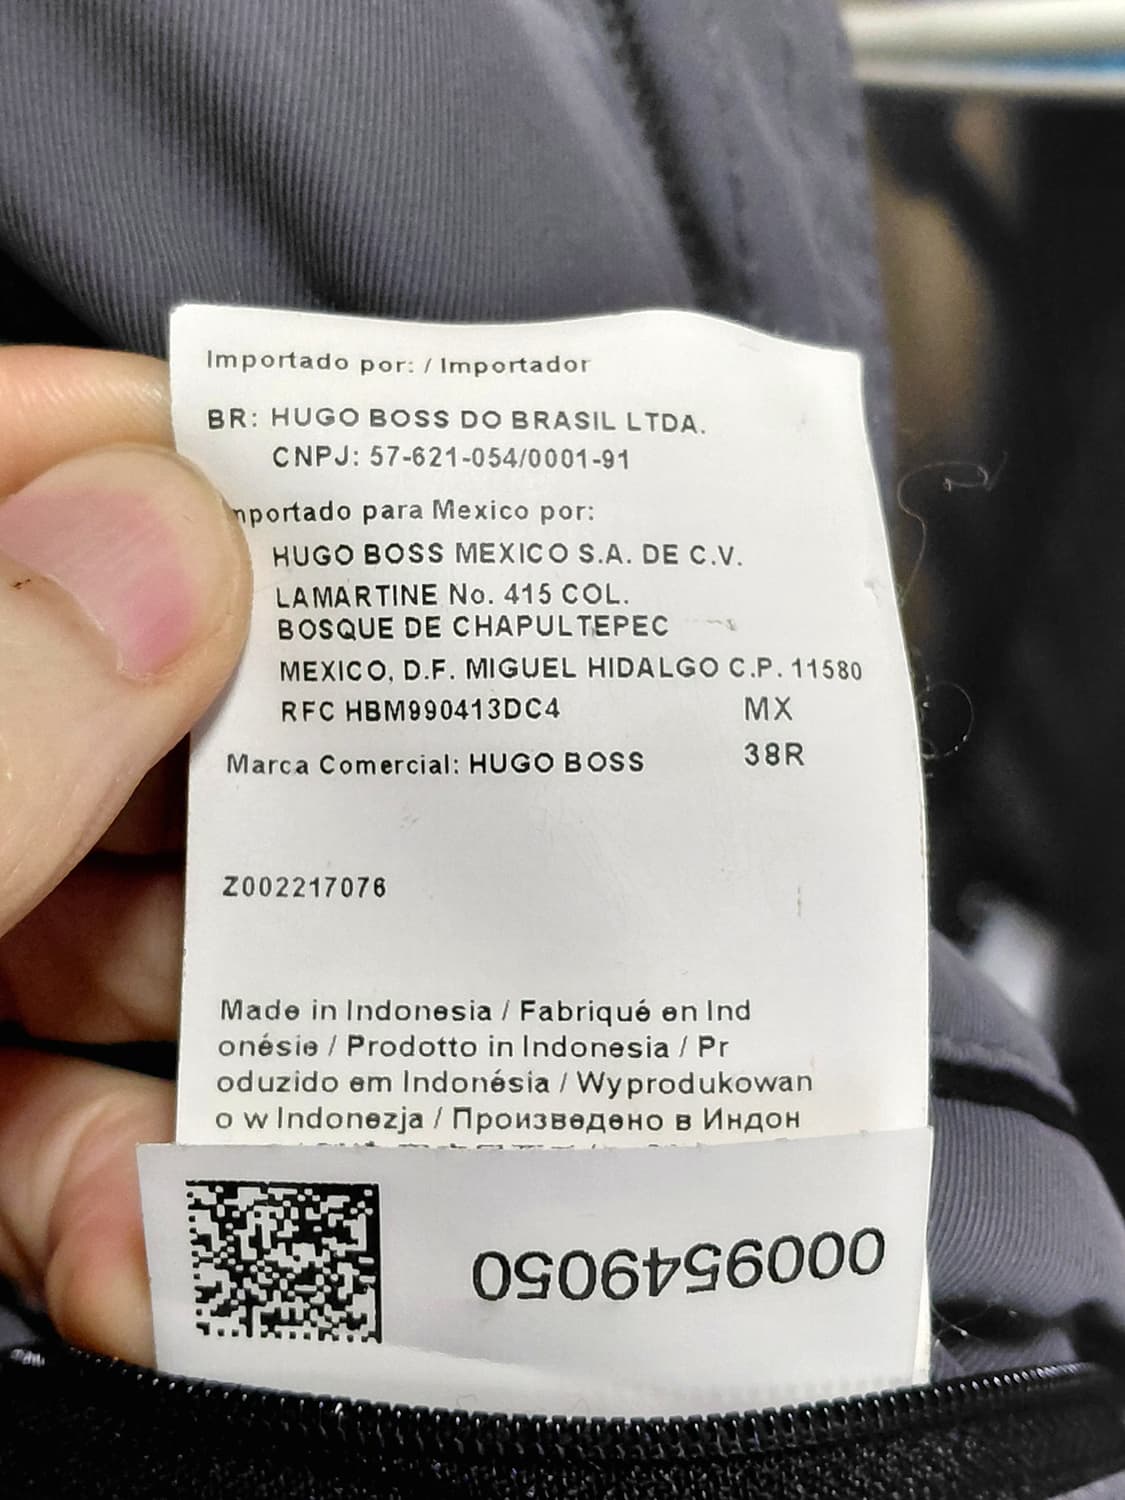 Importado por: / Importador
BR: HUGO BOSS DO BRASIL LTDA.
CNPJ: 57-621-054/0001-91
mportado para Mexico por:
HUGO BOSS MEXICO S.A. DE C.V.
LAMARTINE No. 415 COL.
BOSQUE DE CHAPULTEPEC
MEXICO, D.F. MIGUEL HIDALGO C.P. 11580
RFC HBM990413DC4 MX
Marca Comercial: HUGO BOSS 38R
Z002217076
Made in Indonesia / Fabriqué en Ind
onésie / Prodotto in Indonesia / Pr
oduzido em Indonésia / Wyprodukowan
o w Indonezja / Произведено в Индон
0009549050